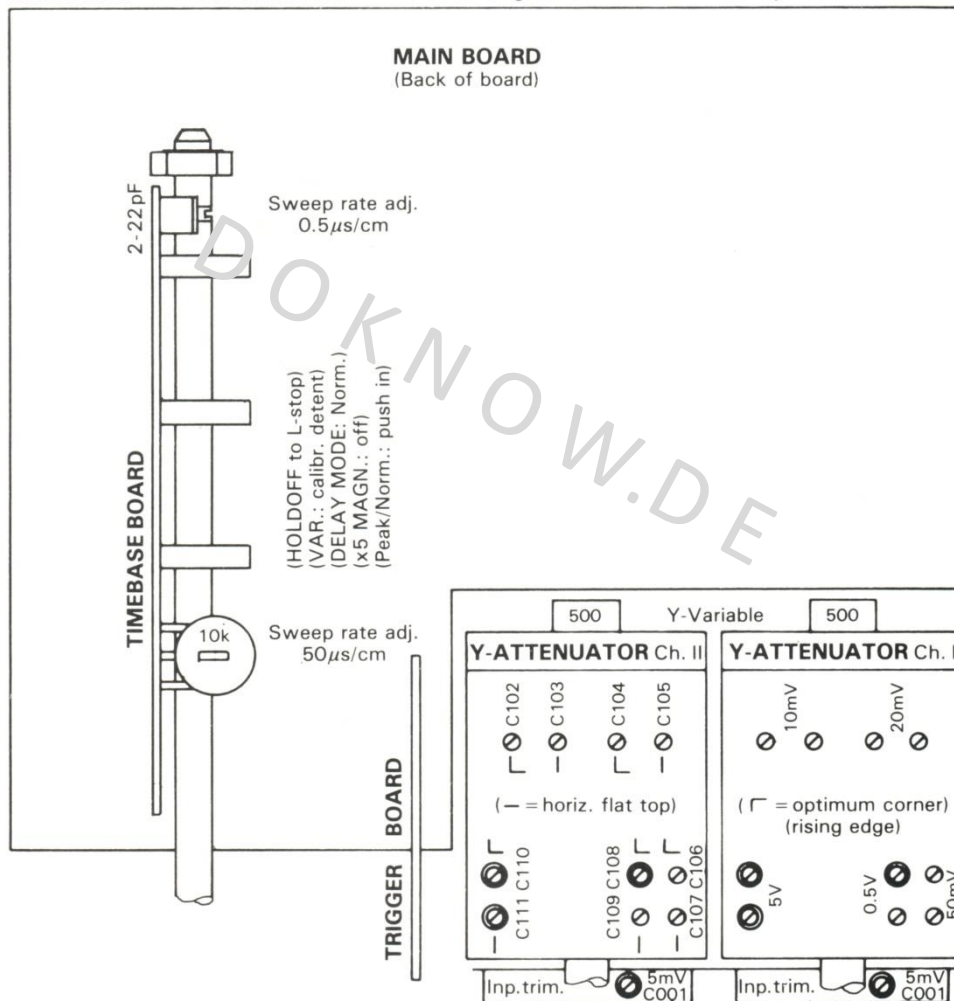 MAIN BOARD
(Back of board)
2-22pF
Sweep rate adj.
0.5μs/cm
DOKNOW.DE
(HOLDOFF to L-stop)
(VAR.: calibr. detent)
(DELAY MODE: Norm.)
(x5 MAGN.: off)
(Peak/Norm.: push in)
TIMEBASE BOARD
10k
Sweep rate adj.
50μs/cm
500
Y-Variable
500
Y-ATTENUATOR Ch. II
Y-ATTENUATOR Ch. I
C102
C103
C104
C105
10mV
20mV
(— = horiz. flat top)
(┌ = optimum corner)
(rising edge)
TRIGGER BOARD
C111 C110
C109 C108
C107 C106
5V
0.5V
50mV
Inp.trim.
5mV
C001
Inp.trim.
5mV
C001